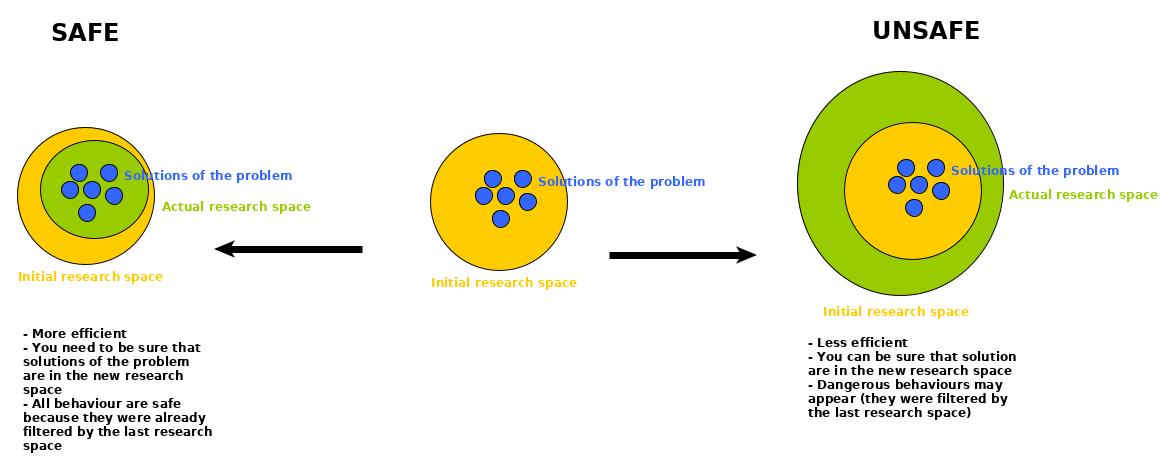 SAFE
UNSAFE
Solutions of the problem
Actual research space
Initial research space
- More efficient
- You need to be sure that
solutions of the problem
are in the new research
space
- All behaviour are safe
because they were already
filtered by the last research
space
Solutions of the problem
Initial research space
Solutions of the problem
Actual research space
Initial research space
- Less efficient
- You can be sure that solution
are in the new research space
- Dangerous behaviours may
appear (they were filtered by
the last research space)